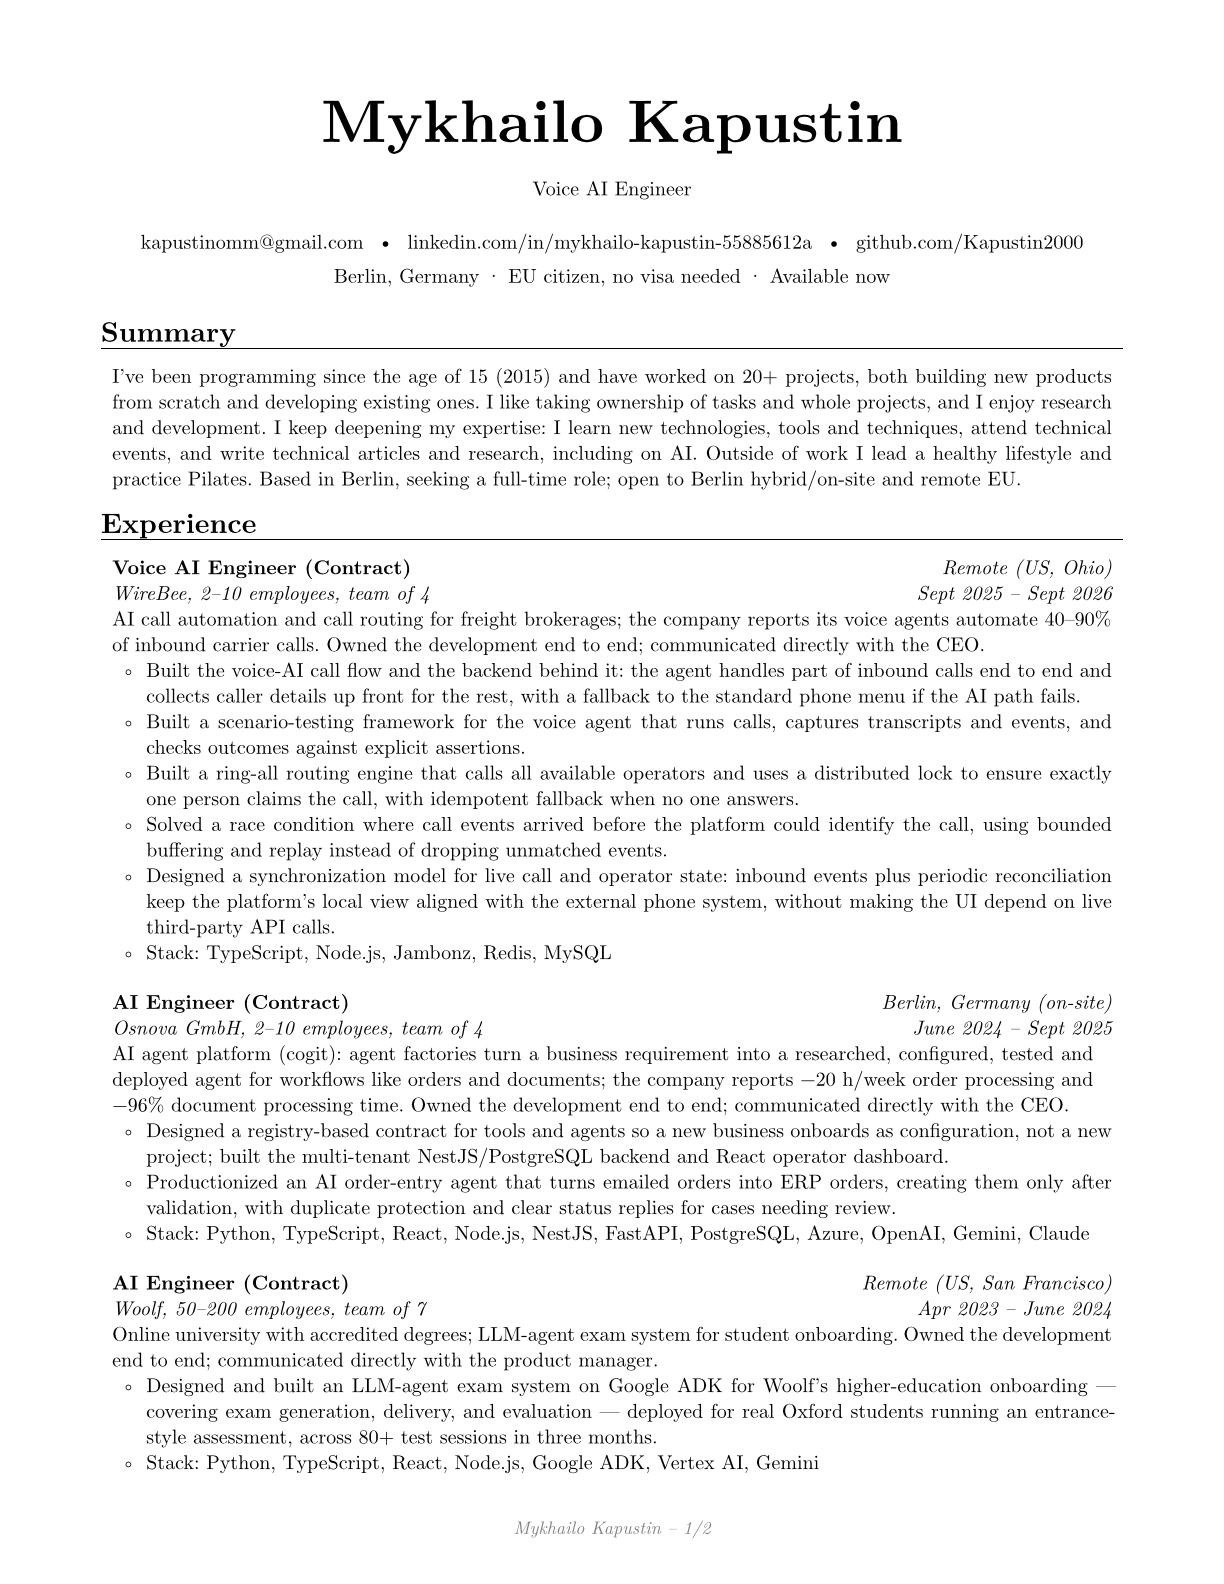 Mykhailo Kapustin
Voice AI Engineer
kapustinomm@gmail.com • linkedin.com/in/mykhailo-kapustin-55885612a • github.com/Kapustin2000
Berlin, Germany · EU citizen, no visa needed · Available now
Summary
I've been programming since the age of 15 (2015) and have worked on 20+ projects, both building new products
from scratch and developing existing ones. I like taking ownership of tasks and whole projects, and I enjoy research
and development. I keep deepening my expertise: I learn new technologies, tools and techniques, attend technical
events, and write technical articles and research, including on AI. Outside of work I lead a healthy lifestyle and
practice Pilates. Based in Berlin, seeking a full-time role; open to Berlin hybrid/on-site and remote EU.
Experience
Voice AI Engineer (Contract) Remote (US, Ohio)
WireBee, 2–10 employees, team of 4 Sept 2025 – Sept 2026
AI call automation and call routing for freight brokerages; the company reports its voice agents automate 40–90%
of inbound carrier calls. Owned the development end to end; communicated directly with the CEO.
◦ Built the voice-AI call flow and the backend behind it: the agent handles part of inbound calls end to end and
collects caller details up front for the rest, with a fallback to the standard phone menu if the AI path fails.
◦ Built a scenario-testing framework for the voice agent that runs calls, captures transcripts and events, and
checks outcomes against explicit assertions.
◦ Built a ring-all routing engine that calls all available operators and uses a distributed lock to ensure exactly
one person claims the call, with idempotent fallback when no one answers.
◦ Solved a race condition where call events arrived before the platform could identify the call, using bounded
buffering and replay instead of dropping unmatched events.
◦ Designed a synchronization model for live call and operator state: inbound events plus periodic reconciliation
keep the platform's local view aligned with the external phone system, without making the UI depend on live
third-party API calls.
◦ Stack: TypeScript, Node.js, Jambonz, Redis, MySQL
AI Engineer (Contract) Berlin, Germany (on-site)
Osnova GmbH, 2–10 employees, team of 4 June 2024 – Sept 2025
AI agent platform (cogit): agent factories turn a business requirement into a researched, configured, tested and
deployed agent for workflows like orders and documents; the company reports −20 h/week order processing and
−96% document processing time. Owned the development end to end; communicated directly with the CEO.
◦ Designed a registry-based contract for tools and agents so a new business onboards as configuration, not a new
project; built the multi-tenant NestJS/PostgreSQL backend and React operator dashboard.
◦ Productionized an AI order-entry agent that turns emailed orders into ERP orders, creating them only after
validation, with duplicate protection and clear status replies for cases needing review.
◦ Stack: Python, TypeScript, React, Node.js, NestJS, FastAPI, PostgreSQL, Azure, OpenAI, Gemini, Claude
AI Engineer (Contract) Remote (US, San Francisco)
Woolf, 50–200 employees, team of 7 Apr 2023 – June 2024
Online university with accredited degrees; LLM-agent exam system for student onboarding. Owned the development
end to end; communicated directly with the product manager.
◦ Designed and built an LLM-agent exam system on Google ADK for Woolf's higher-education onboarding —
covering exam generation, delivery, and evaluation — deployed for real Oxford students running an entrance-
style assessment, across 80+ test sessions in three months.
◦ Stack: Python, TypeScript, React, Node.js, Google ADK, Vertex AI, Gemini
Mykhailo Kapustin – 1/2